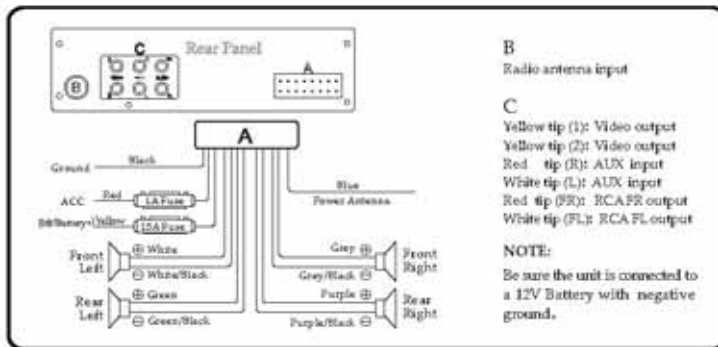 C
Rear Panel
A
B
A
Ground
Black
ACC
Red
1A Fuse
Yellow
15A Fuse
Blue
Power Antenna
Front
Left
⊕ White
⊖ White/Black
Rear
Left
⊕ Green
⊖ Green/Black
Grey ⊕
Grey/Black ⊖
Front
Right
Purple ⊕
Purple/Black ⊖
Rear
Right
B
Radio antenna input
C
Yellow tip (1): Video output
Yellow tip (2): Video output
Red tip (R): AUX input
White tip (L): AUX input
Red tip (FR): RCA FR output
White tip (FL): RCA FL output
NOTE:
Be sure the unit is connected to
a 12V Battery with negative
ground.